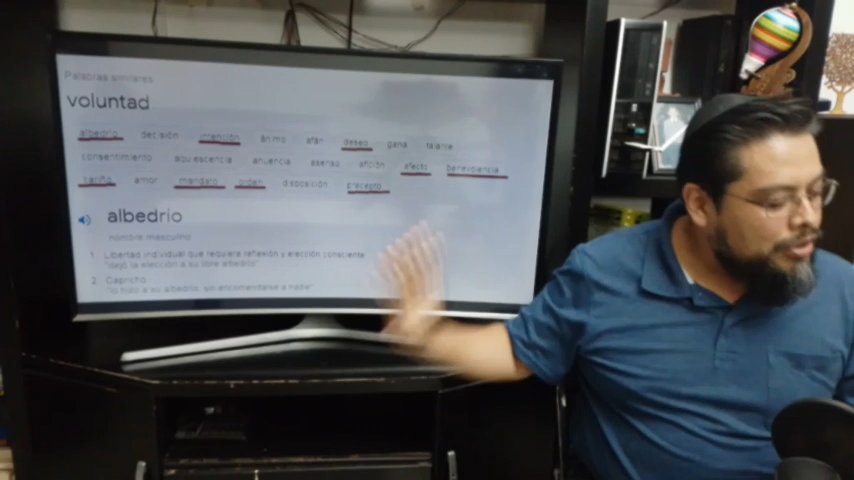 Palabras similares
voluntad
albedrío decisión intención ánimo afán deseo gana talante
consentimiento aquiescencia anuencia asenso afición afecto benevolencia
cariño amor mandato orden disposición precepto
albedrío
nombre masculino
1. Libertad individual que requiere reflexión y elección consciente.
"dejó la elección a su libre albedrío"
2. Capricho.
"lo hizo a su albedrío, sin encomendarse a nadie"